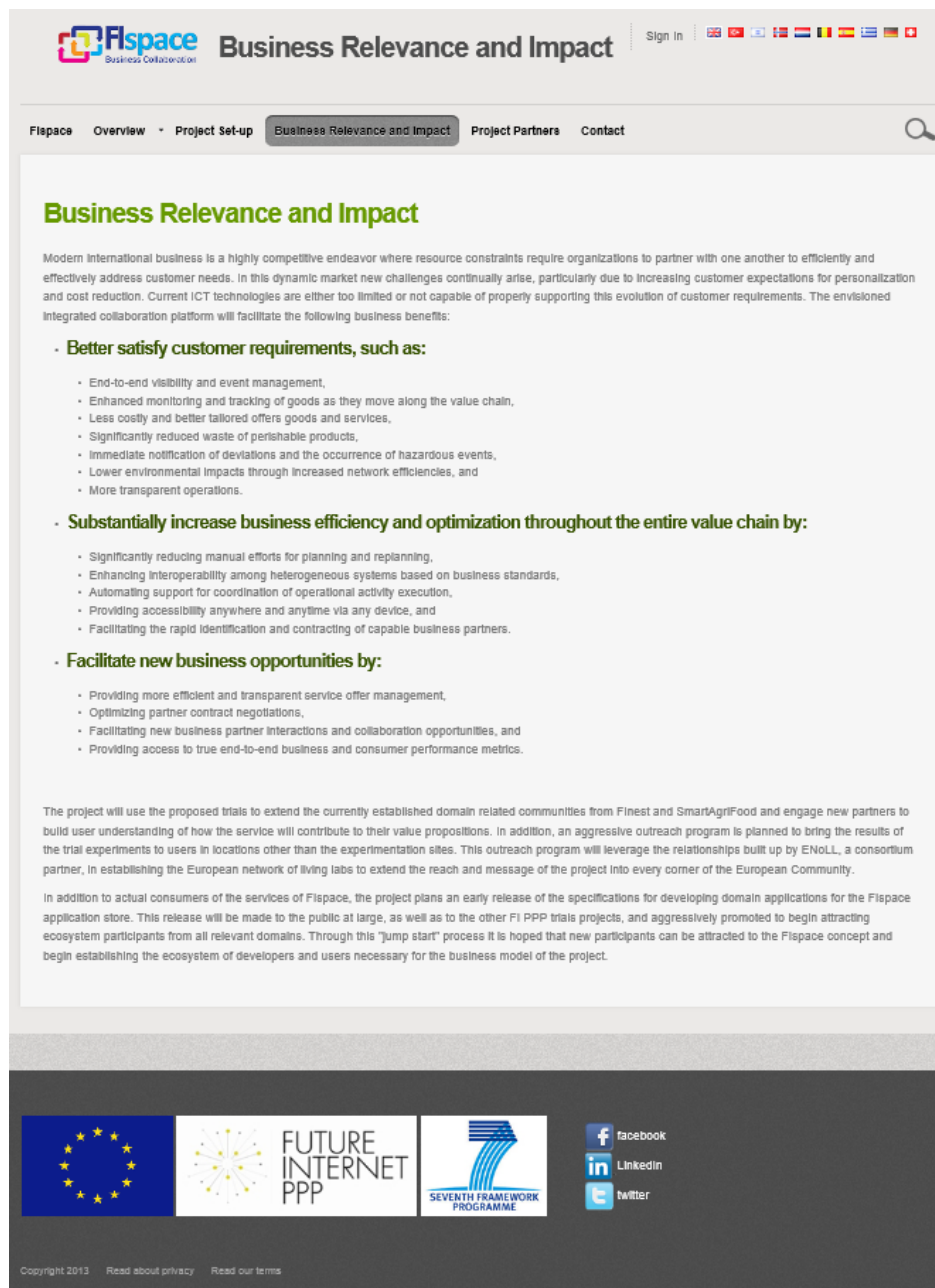 FIspace
Business Collaboration
Business Relevance and Impact
Sign In
FIspace
Overview
Project Set-up
Business Relevance and Impact
Project Partners
Contact
Business Relevance and Impact
Modern international business is a highly competitive endeavor where resource constraints require organizations to partner with one another to efficiently and
effectively address customer needs. In this dynamic market new challenges continually arise, particularly due to increasing customer expectations for personalization
and cost reduction. Current ICT technologies are either too limited or not capable of properly supporting this evolution of customer requirements. The envisioned
integrated collaboration platform will facilitate the following business benefits:
• Better satisfy customer requirements, such as:
• End-to-end visibility and event management,
• Enhanced monitoring and tracking of goods as they move along the value chain,
• Less costly and better tailored offers goods and services,
• Significantly reduced waste of perishable products,
• Immediate notification of deviations and the occurrence of hazardous events,
• Lower environmental impacts through increased network efficiencies, and
• More transparent operations.
• Substantially increase business efficiency and optimization throughout the entire value chain by:
• Significantly reducing manual efforts for planning and replanning,
• Enhancing interoperability among heterogeneous systems based on business standards,
• Automating support for coordination of operational activity execution,
• Providing accessibility anywhere and anytime via any device, and
• Facilitating the rapid identification and contracting of capable business partners.
• Facilitate new business opportunities by:
• Providing more efficient and transparent service offer management,
• Optimizing partner contract negotiations,
• Facilitating new business partner interactions and collaboration opportunities, and
• Providing access to true end-to-end business and consumer performance metrics.
The project will use the proposed trials to extend the currently established domain related communities from Finest and SmartAgriFood and engage new partners to
build user understanding of how the service will contribute to their value propositions. In addition, an aggressive outreach program is planned to bring the results of
the trial experiments to users in locations other than the experimentation sites. This outreach program will leverage the relationships built up by ENoLL, a consortium
partner, in establishing the European network of living labs to extend the reach and message of the project into every corner of the European Community.
In addition to actual consumers of the services of FIspace, the project plans an early release of the specifications for developing domain applications for the FIspace
application store. This release will be made to the public at large, as well as to the other FI PPP trials projects, and aggressively promoted to begin attracting
ecosystem participants from all relevant domains. Through this "jump start" process it is hoped that new participants can be attracted to the FIspace concept and
begin establishing the ecosystem of developers and users necessary for the business model of the project.
FUTURE
INTERNET
PPP
7
SEVENTH FRAMEWORK
PROGRAMME
facebook
LinkedIn
twitter
Copyright 2013
Read about privacy
Read our terms